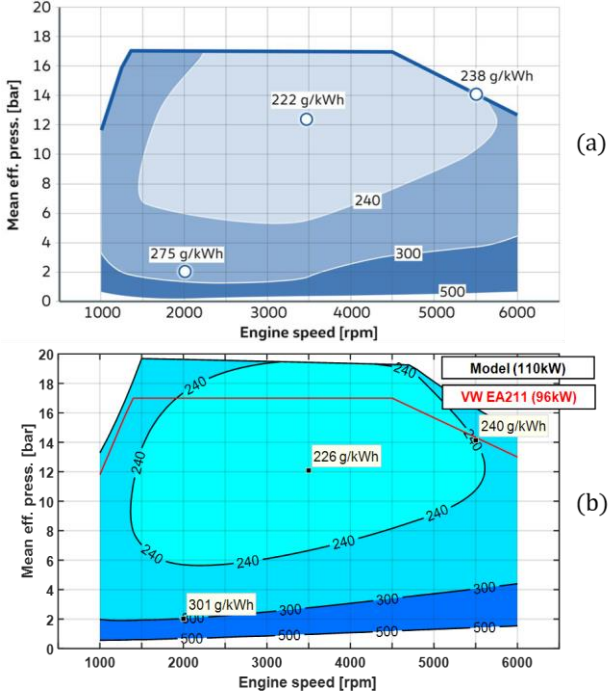 20
18
16
14
12
10
8
6
4
2
0
Mean eff. press. [bar]
238 g/kWh
222 g/kWh
240
275 g/kWh
300
500
1000 2000 3000 4000 5000 6000
Engine speed [rpm]
(a)
20
18
16
14
12
10
8
6
4
2
0
Mean eff. press. [bar]
240
240
Model (110kW)
VW EA211 (96kW)
240 g/kWh
240
226 g/kWh
240
240
240
240
240
301 g/kWh
300
300
300
300
500
500
500
500
1000 2000 3000 4000 5000 6000
Engine speed [rpm]
(b)